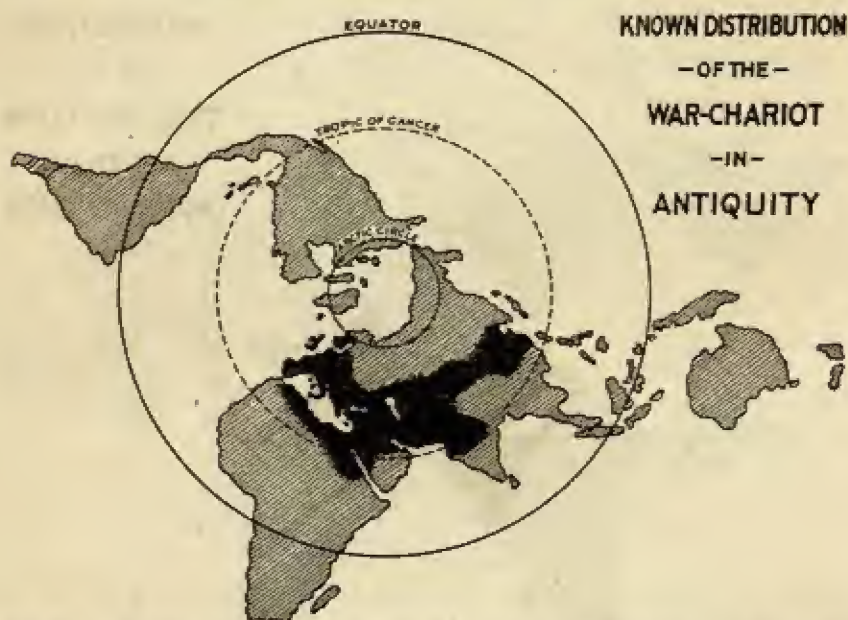 KNOWN DISTRIBUTION
—OF THE—
WAR-CHARIOT
—IN—
ANTIQUITY
EQUATOR
TROPIC OF CANCER
ARCTIC CIRCLE